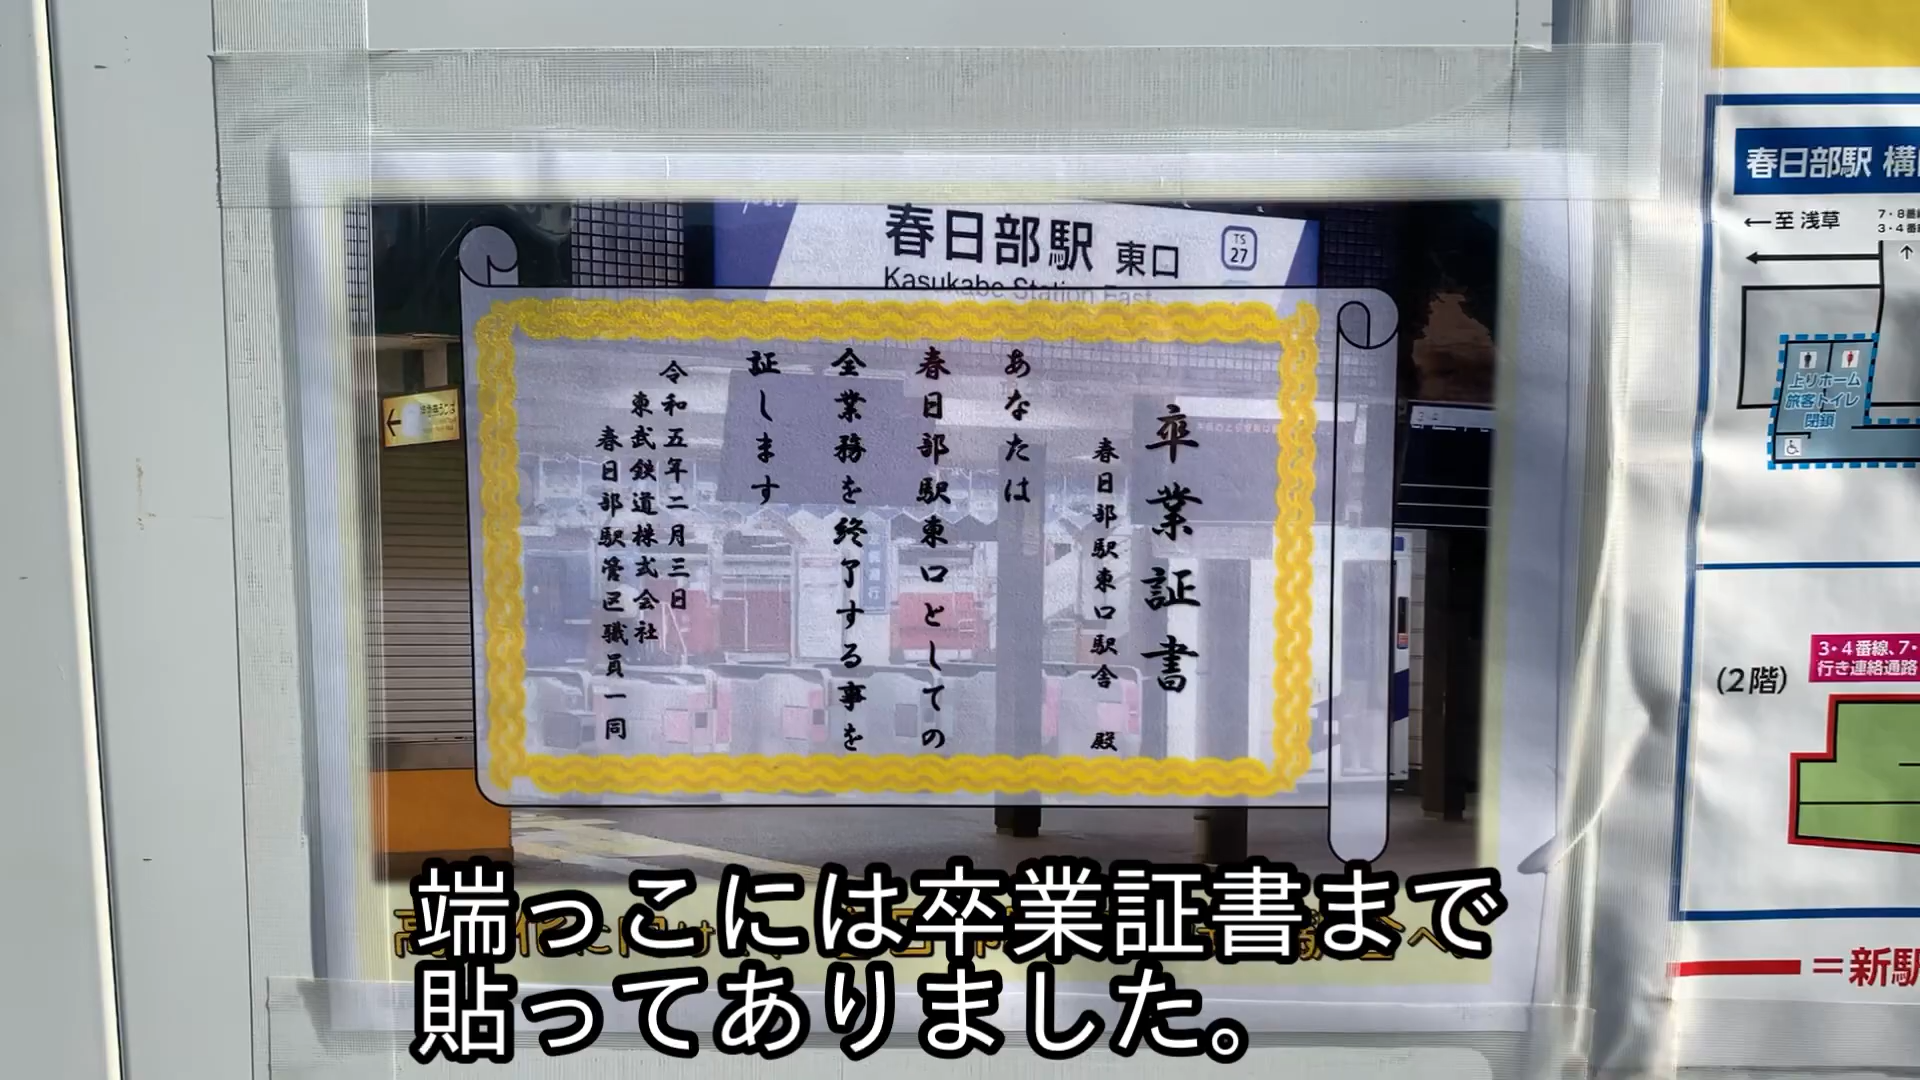 春日部駅 東口
TS
27
Kasukabe Station East
卒業証書
春日部駅東口駅舎 殿
あなたは
春日部駅東口としての
全業務を終了する事を
証します
令和五年二月三日
東武鉄道株式会社
春日部駅管区職員一同
春日部駅 構
←至 浅草
7・8番
3・4番
上りホーム
旅客トイレ
閉鎖
(2階)
3・4番線、7・
行き連絡通路
=新駅
端っこには卒業証書まで
貼ってありました。